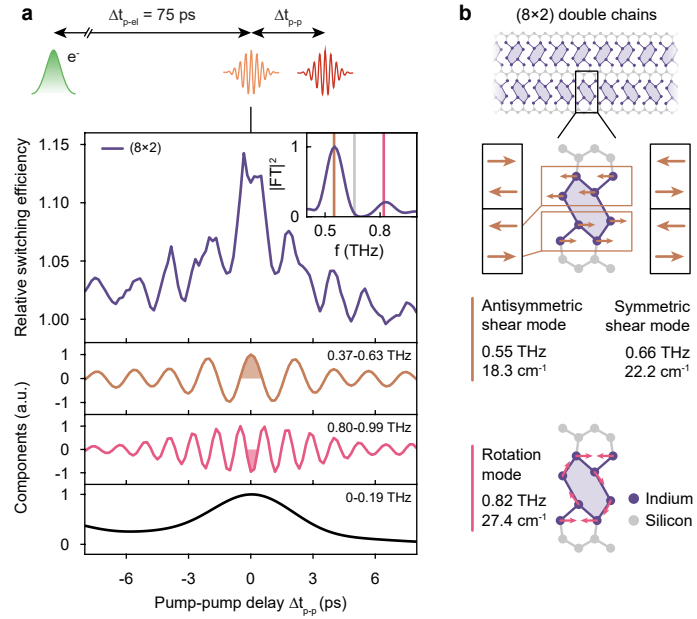 a
Δt_p-el = 75 ps
Δt_p-p
e⁻
Relative switching efficiency
1.15
1.10
1.05
1.00
(8×2)
|FT|²
1
0
0.5
0.8
f (THz)
Components (a.u.)
1
0
1
0.37-0.63 THz
1
0
1
0.80-0.99 THz
1
0
0-0.19 THz
-6
-3
0
3
6
Pump-pump delay Δt_p-p (ps)
b
(8×2) double chains
Antisymmetric
shear mode
0.55 THz
18.3 cm⁻¹
Symmetric
shear mode
0.66 THz
22.2 cm⁻¹
Rotation
mode
0.82 THz
27.4 cm⁻¹
Indium
Silicon